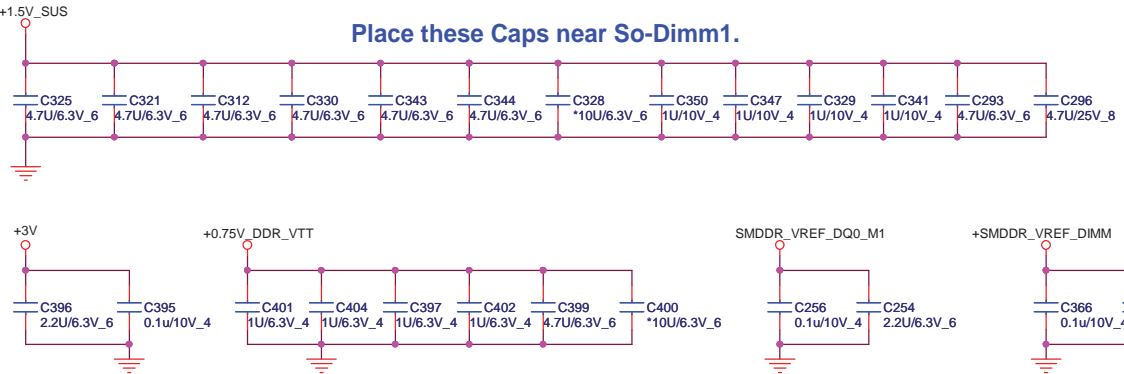 +1.5V_SUS
Place these Caps near So-Dimm1.
C325 C321 C312 C330 C343 C344 C328 C350 C347 C329 C341 C293 C296
4.7U/6.3V_6 4.7U/6.3V_6 4.7U/6.3V_6 4.7U/6.3V_6 4.7U/6.3V_6 4.7U/6.3V_6 *10U/6.3V_6 1U/10V_4 1U/10V_4 1U/10V_4 1U/10V_4 4.7U/6.3V_6 4.7U/25V_8
+3V +0.75V_DDR_VTT SMDDR_VREF_DQ0_M1 +SMDDR_VREF_DIMM
C396 C395 C401 C404 C397 C402 C399 C400 C256 C254 C366
2.2U/6.3V_6 0.1u/10V_4 1U/6.3V_4 1U/6.3V_4 1U/6.3V_4 1U/6.3V_4 4.7U/6.3V_6 *10U/6.3V_6 0.1u/10V_4 2.2U/6.3V_6 0.1u/10V_4